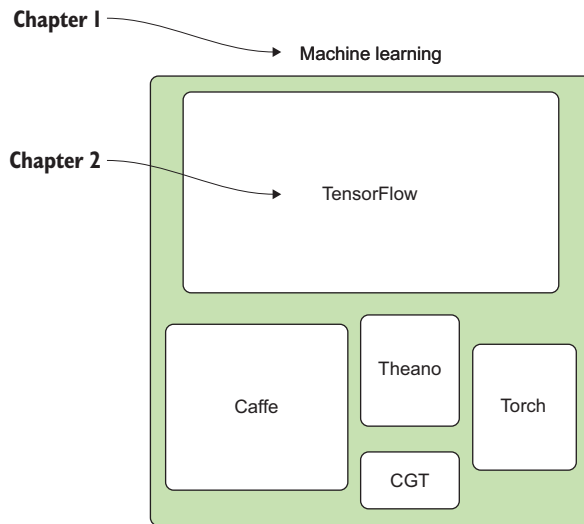 Chapter 1
Machine learning
Chapter 2
TensorFlow
Caffe
Theano
Torch
CGT